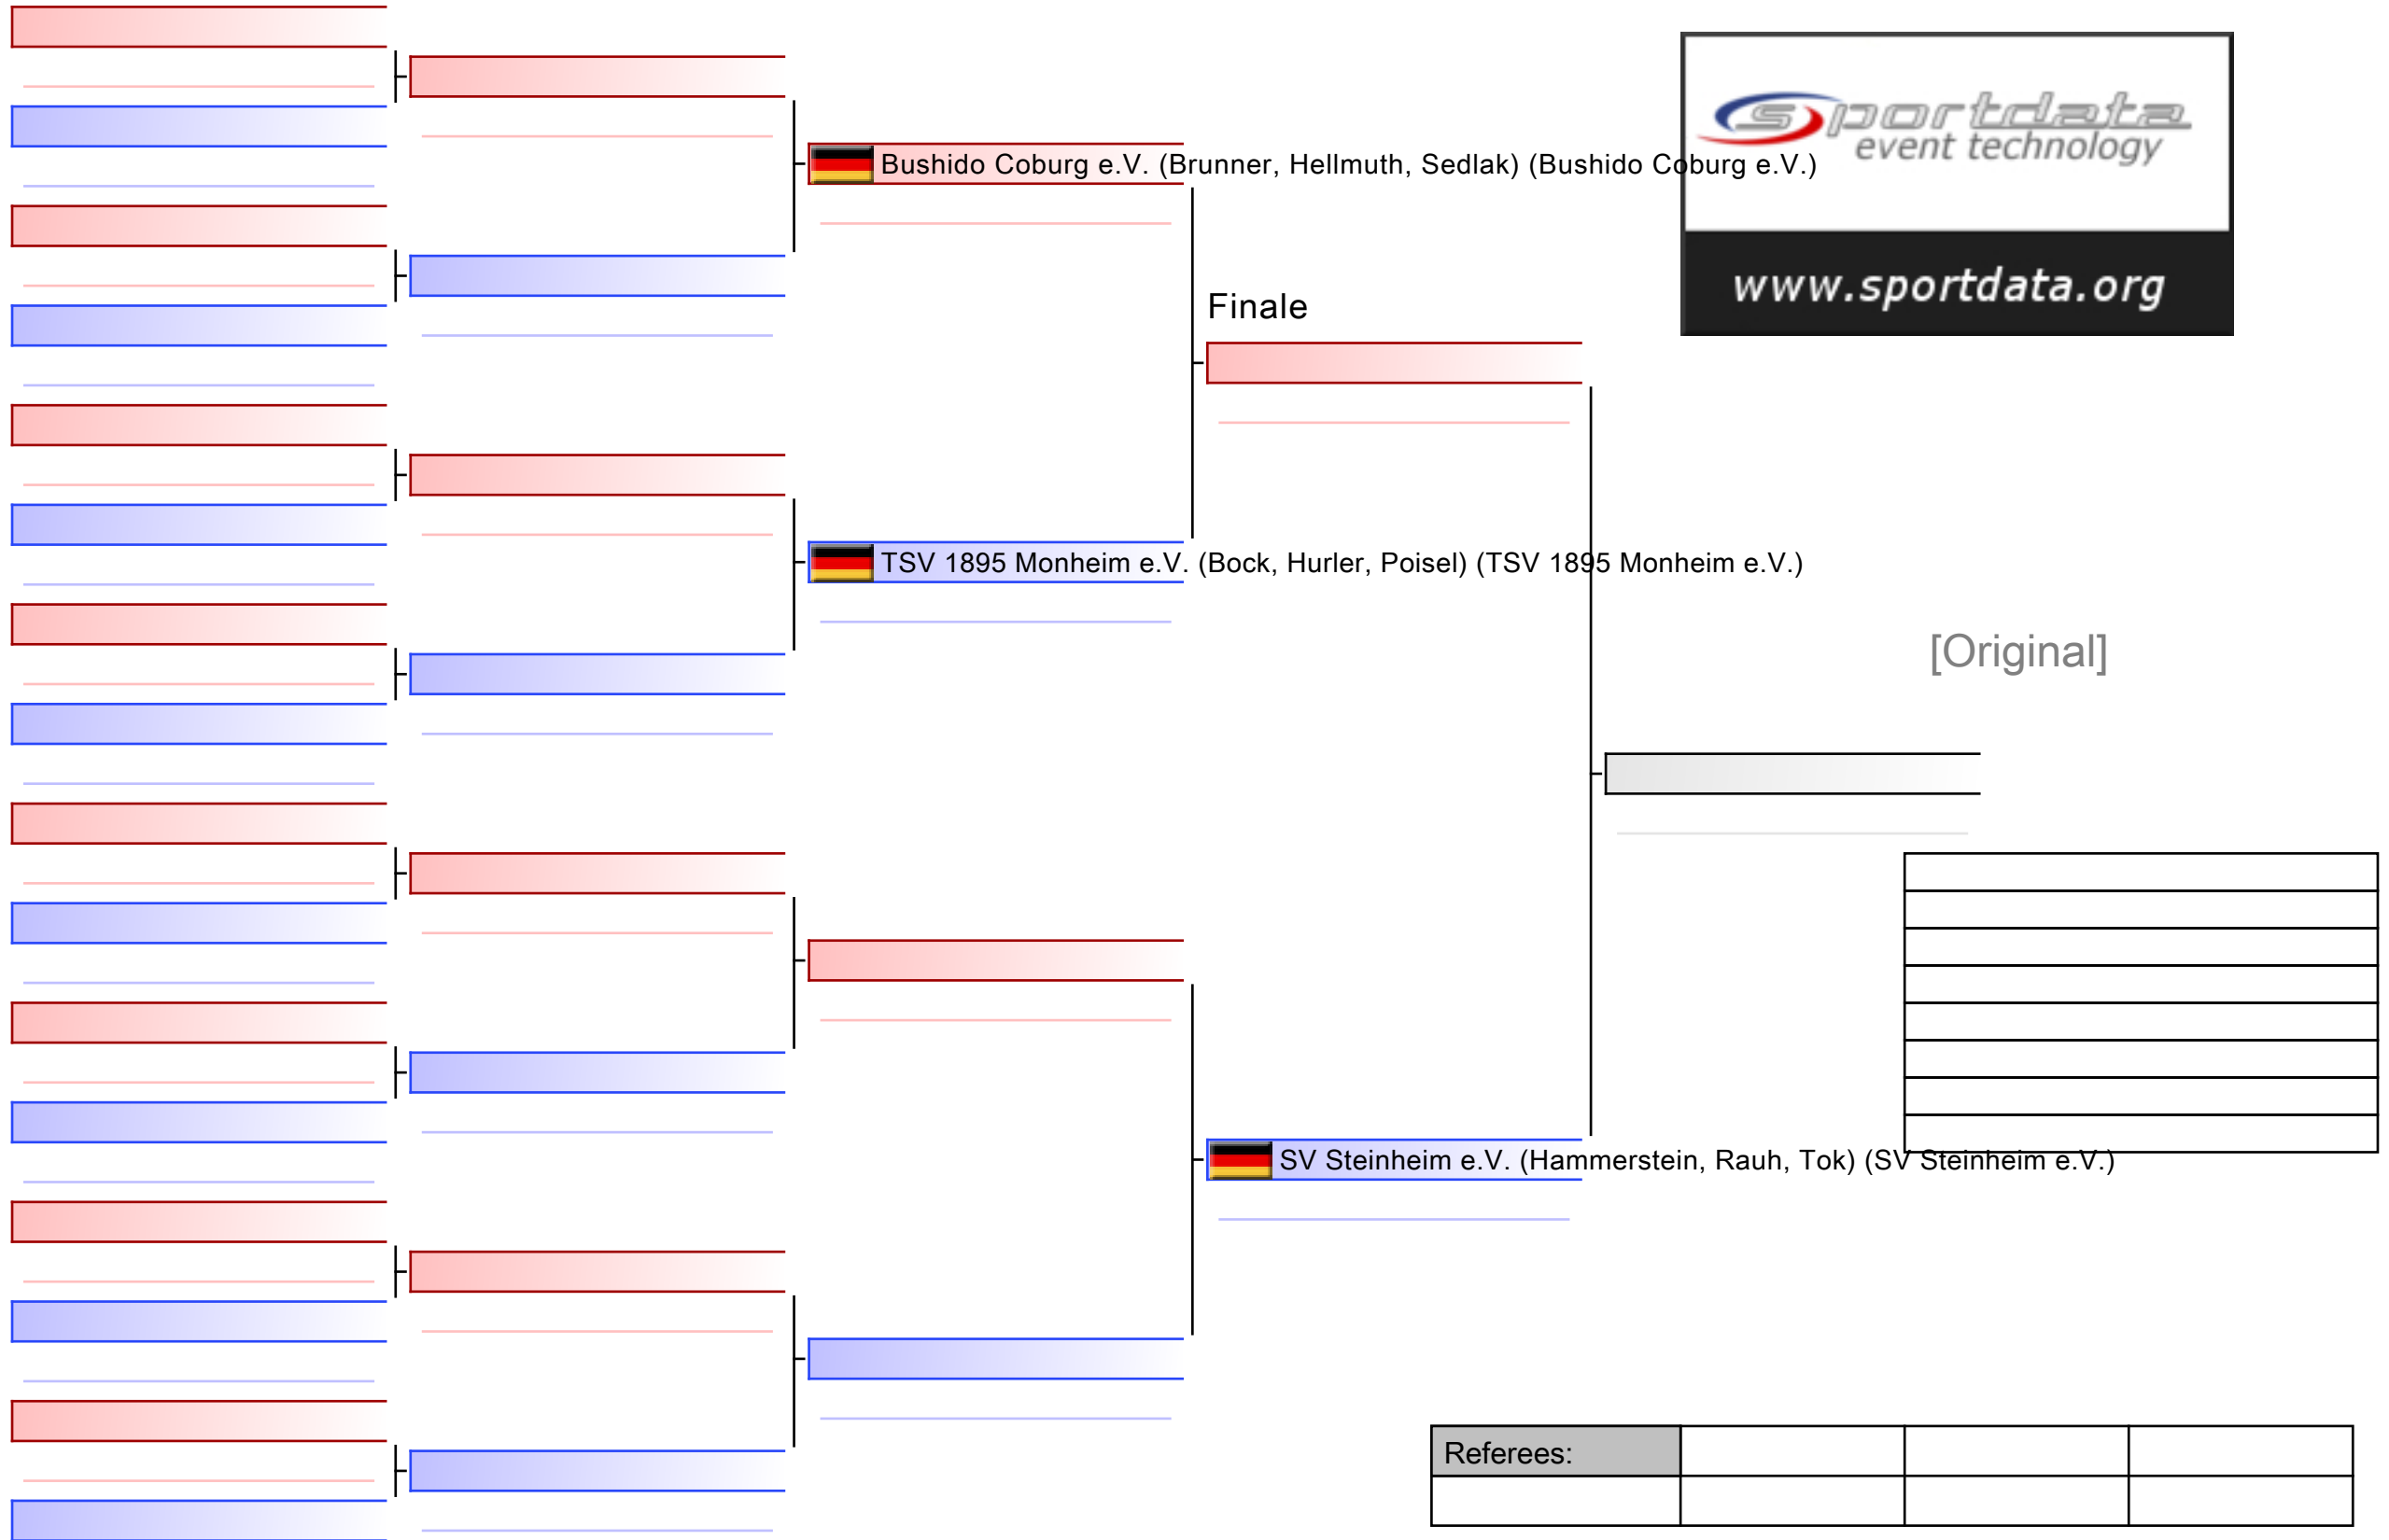 sportdata
event technology
www.sportdata.org
Bushido Coburg e.V. (Brunner, Hellmuth, Sedlak) (Bushido Coburg e.V.)
Finale
TSV 1895 Monheim e.V. (Bock, Hurler, Poisel) (TSV 1895 Monheim e.V.)
[Original]
SV Steinheim e.V. (Hammerstein, Rauh, Tok) (SV Steinheim e.V.)
Referees: